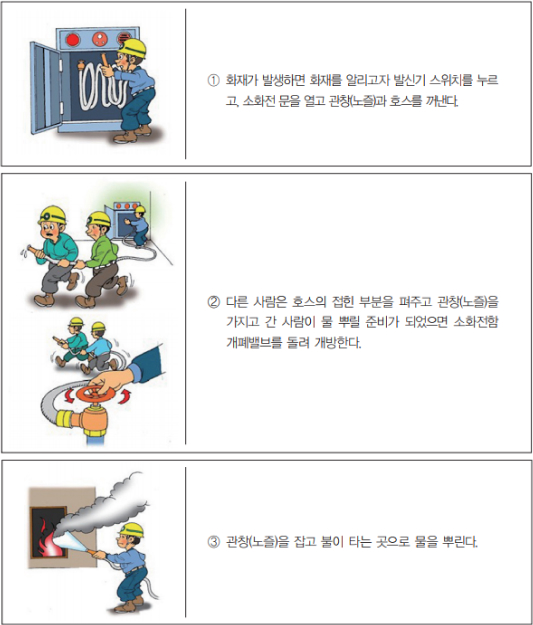 ① 화재가 발생하면 화재를 알리고자 발신기 스위치를 누르
고, 소화전 문을 열고 관창(노즐)과 호스를 꺼낸다.
② 다른 사람은 호스의 접힌 부분을 펴주고 관창(노즐)을
가지고 간 사람이 물 뿌릴 준비가 되었으면 소화전함
개폐밸브를 돌려 개방한다.
③ 관창(노즐)을 잡고 불이 타는 곳으로 물을 뿌린다.